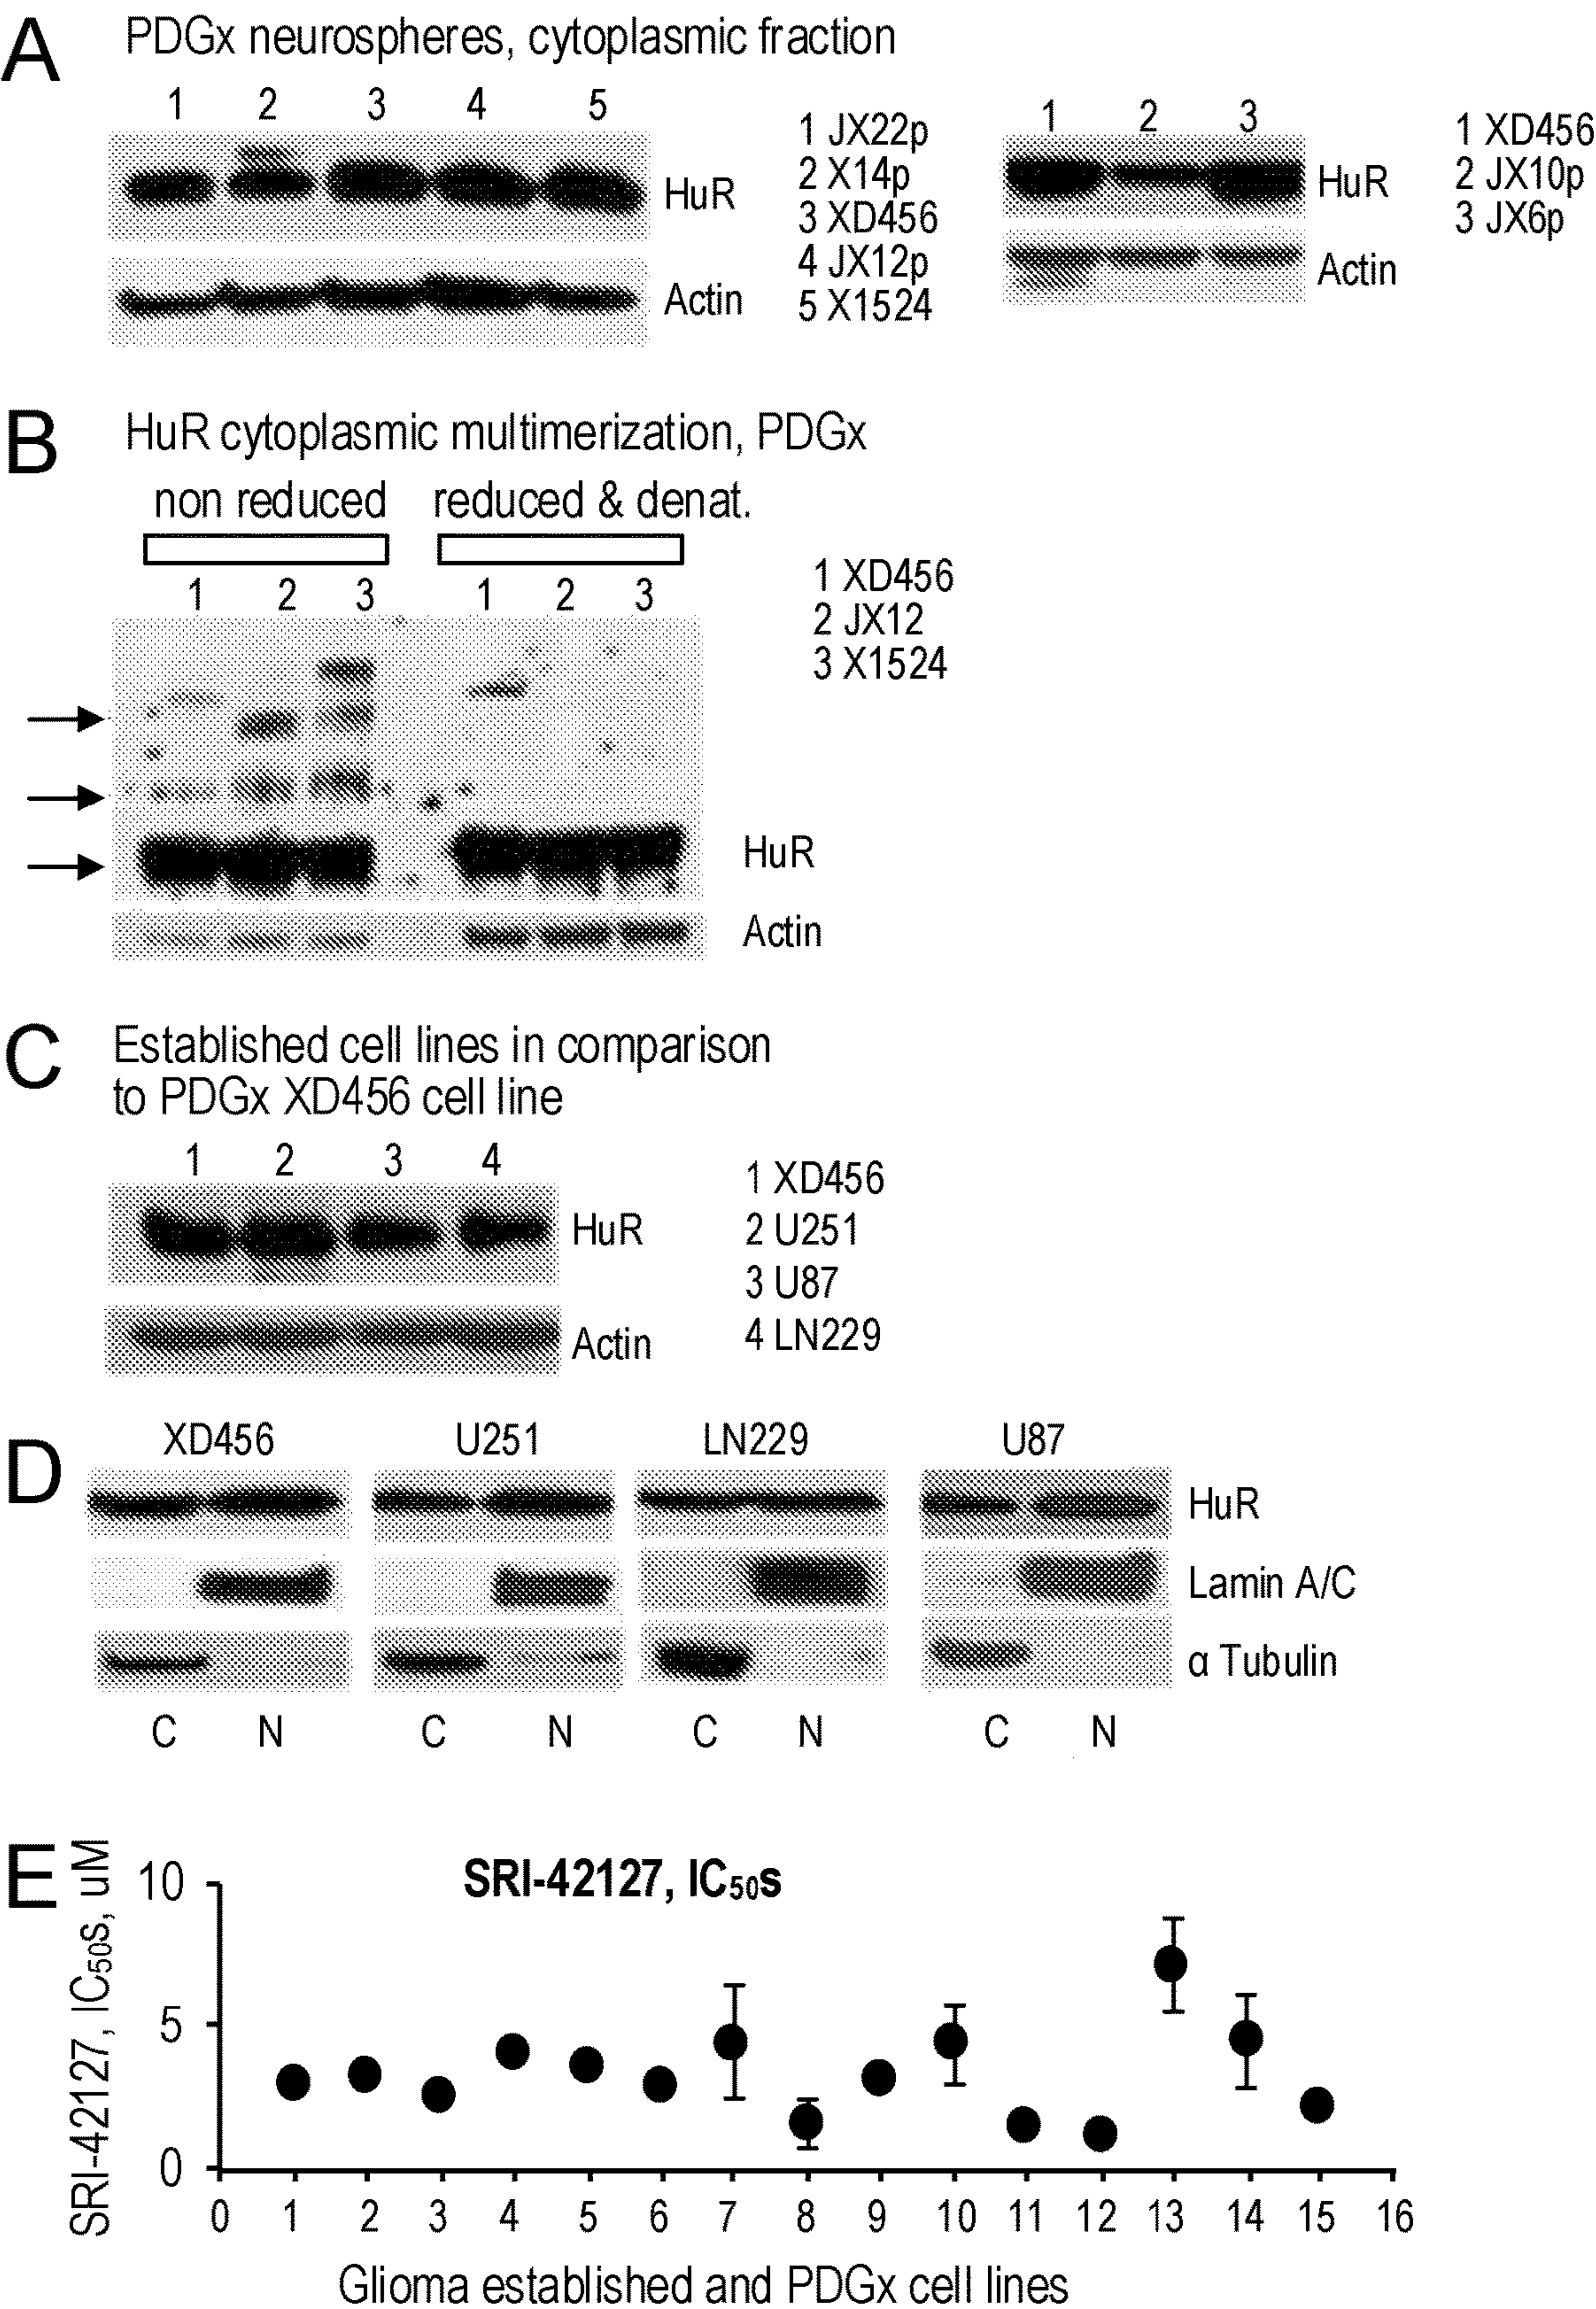 A PDGx neurospheres, cytoplasmic fraction
1 2 3 4 5
HuR
Actin
1 JX22p
2 X14p
3 XD456
4 JX12p
5 X1524
1 2 3
HuR
Actin
1 XD456
2 JX10p
3 JX6p
B HuR cytoplasmic multimerization, PDGx
non reduced reduced & denat.
1 2 3 1 2 3
1 XD456
2 JX12
3 X1524
HuR
Actin
C Established cell lines in comparison
to PDGx XD456 cell line
1 2 3 4
HuR
Actin
1 XD456
2 U251
3 U87
4 LN229
D
XD456 U251 LN229 U87
HuR
Lamin A/C
α Tubulin
C N C N C N C N
E
SRI-42127, IC50s, uM
SRI-42127, IC50s
10
5
0
0 1 2 3 4 5 6 7 8 9 10 11 12 13 14 15 16
Glioma established and PDGx cell lines